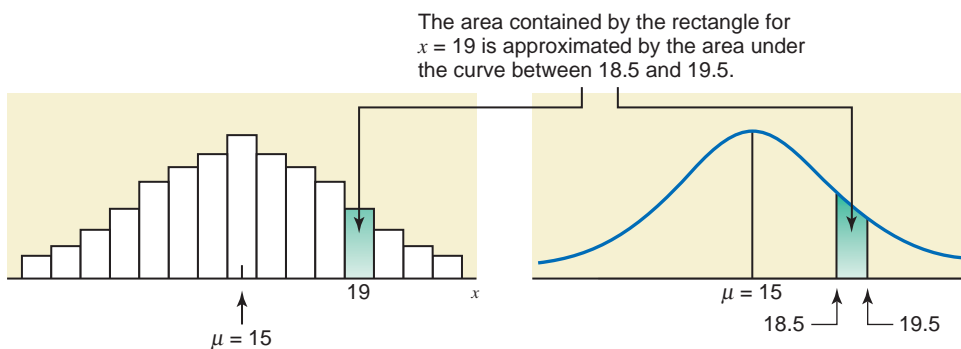 The area contained by the rectangle for
x = 19 is approximated by the area under
the curve between 18.5 and 19.5.
19
x
μ = 15
μ = 15
18.5
19.5